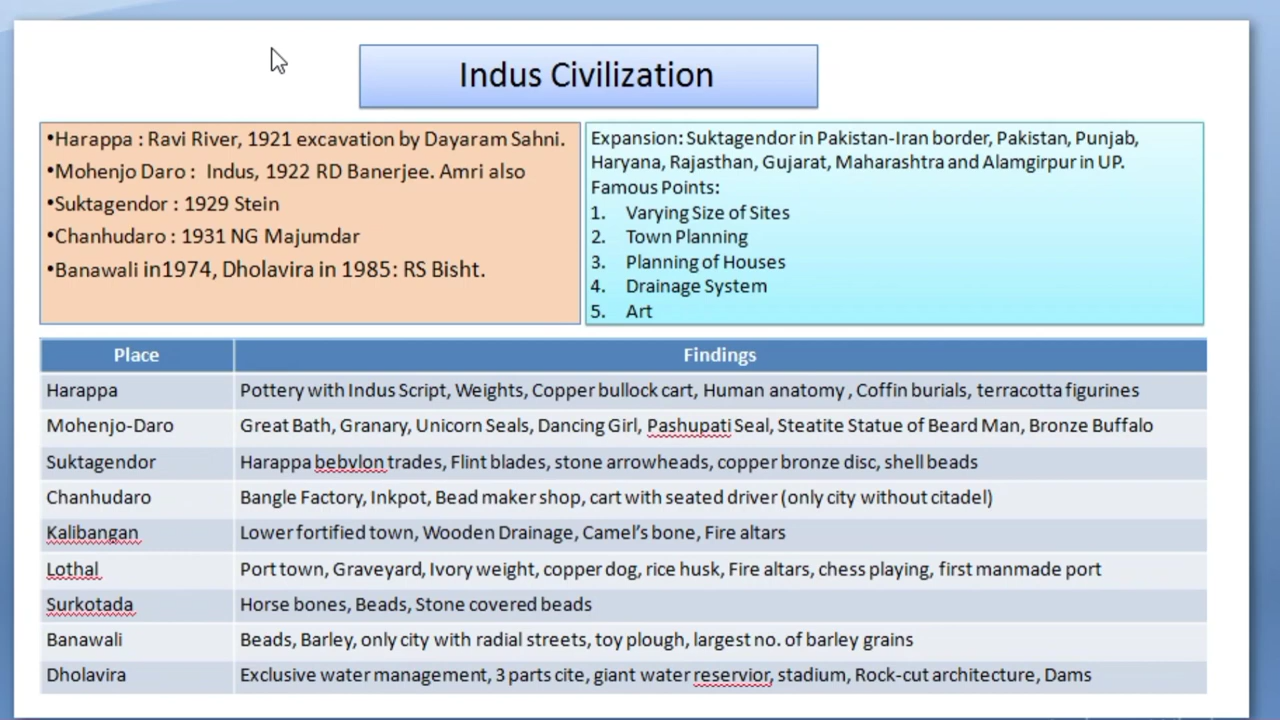 Indus Civilization
•Harappa : Ravi River, 1921 excavation by Dayaram Sahni.
•Mohenjo Daro :  Indus, 1922 RD Banerjee. Amri also
•Suktagendor : 1929 Stein
•Chanhudaro : 1931 NG Majumdar
•Banawali in1974, Dholavira in 1985: RS Bisht.
Expansion: Suktagendor in Pakistan-Iran border, Pakistan, Punjab,
Haryana, Rajasthan, Gujarat, Maharashtra and Alamgirpur in UP.
Famous Points:
1. Varying Size of Sites
2. Town Planning
3. Planning of Houses
4. Drainage System
5. Art
Place Findings
Harappa Pottery with Indus Script, Weights, Copper bullock cart, Human anatomy , Coffin burials, terracotta figurines
Mohenjo-Daro Great Bath, Granary, Unicorn Seals, Dancing Girl, Pashupati Seal, Steatite Statue of Beard Man, Bronze Buffalo
Suktagendor Harappa bebylon trades, Flint blades, stone arrowheads, copper bronze disc, shell beads
Chanhudaro Bangle Factory, Inkpot, Bead maker shop, cart with seated driver (only city without citadel)
Kalibangan Lower fortified town, Wooden Drainage, Camel's bone, Fire altars
Lothal Port town, Graveyard, Ivory weight, copper dog, rice husk, Fire altars, chess playing, first manmade port
Surkotada Horse bones, Beads, Stone covered beads
Banawali Beads, Barley, only city with radial streets, toy plough, largest no. of barley grains
Dholavira Exclusive water management, 3 parts cite, giant water reservior, stadium, Rock-cut architecture, Dams